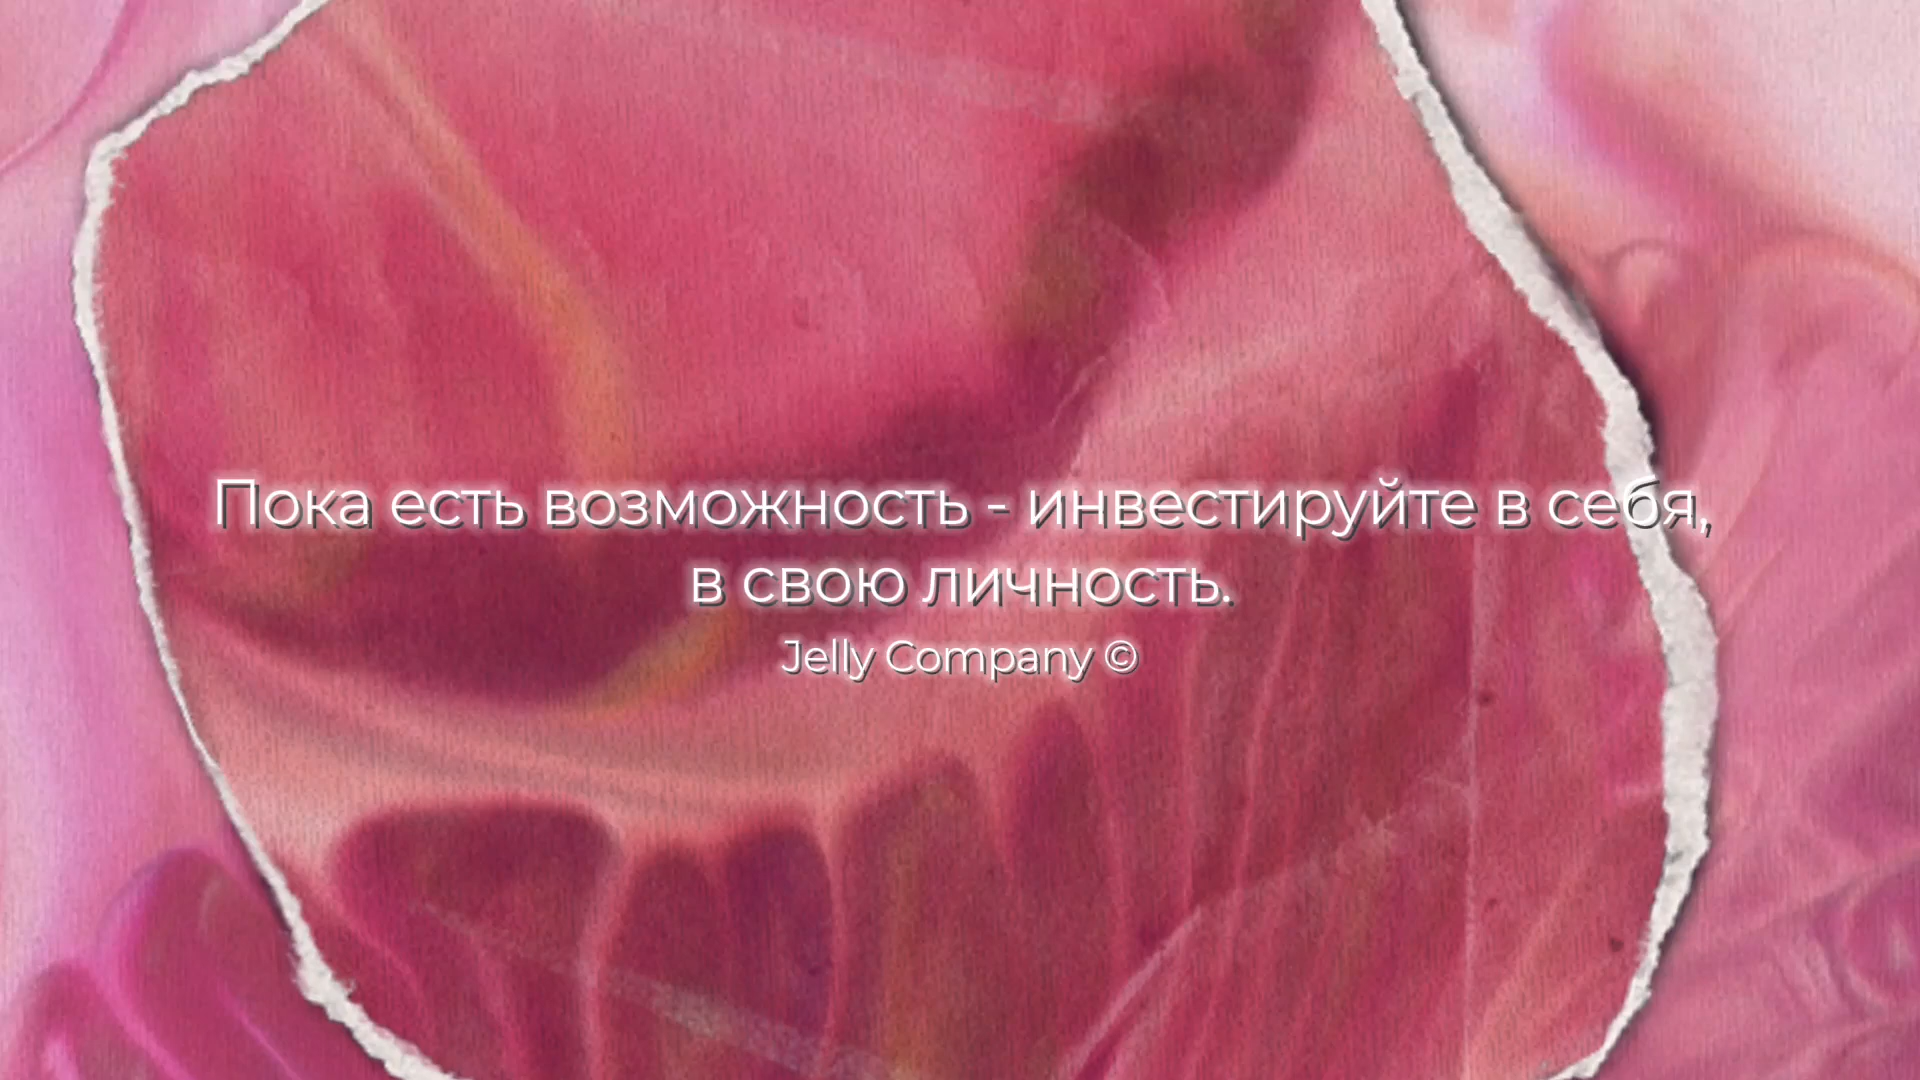 Пока есть возможность - инвестируйте в себя,
в свою личность.
Jelly Company ©